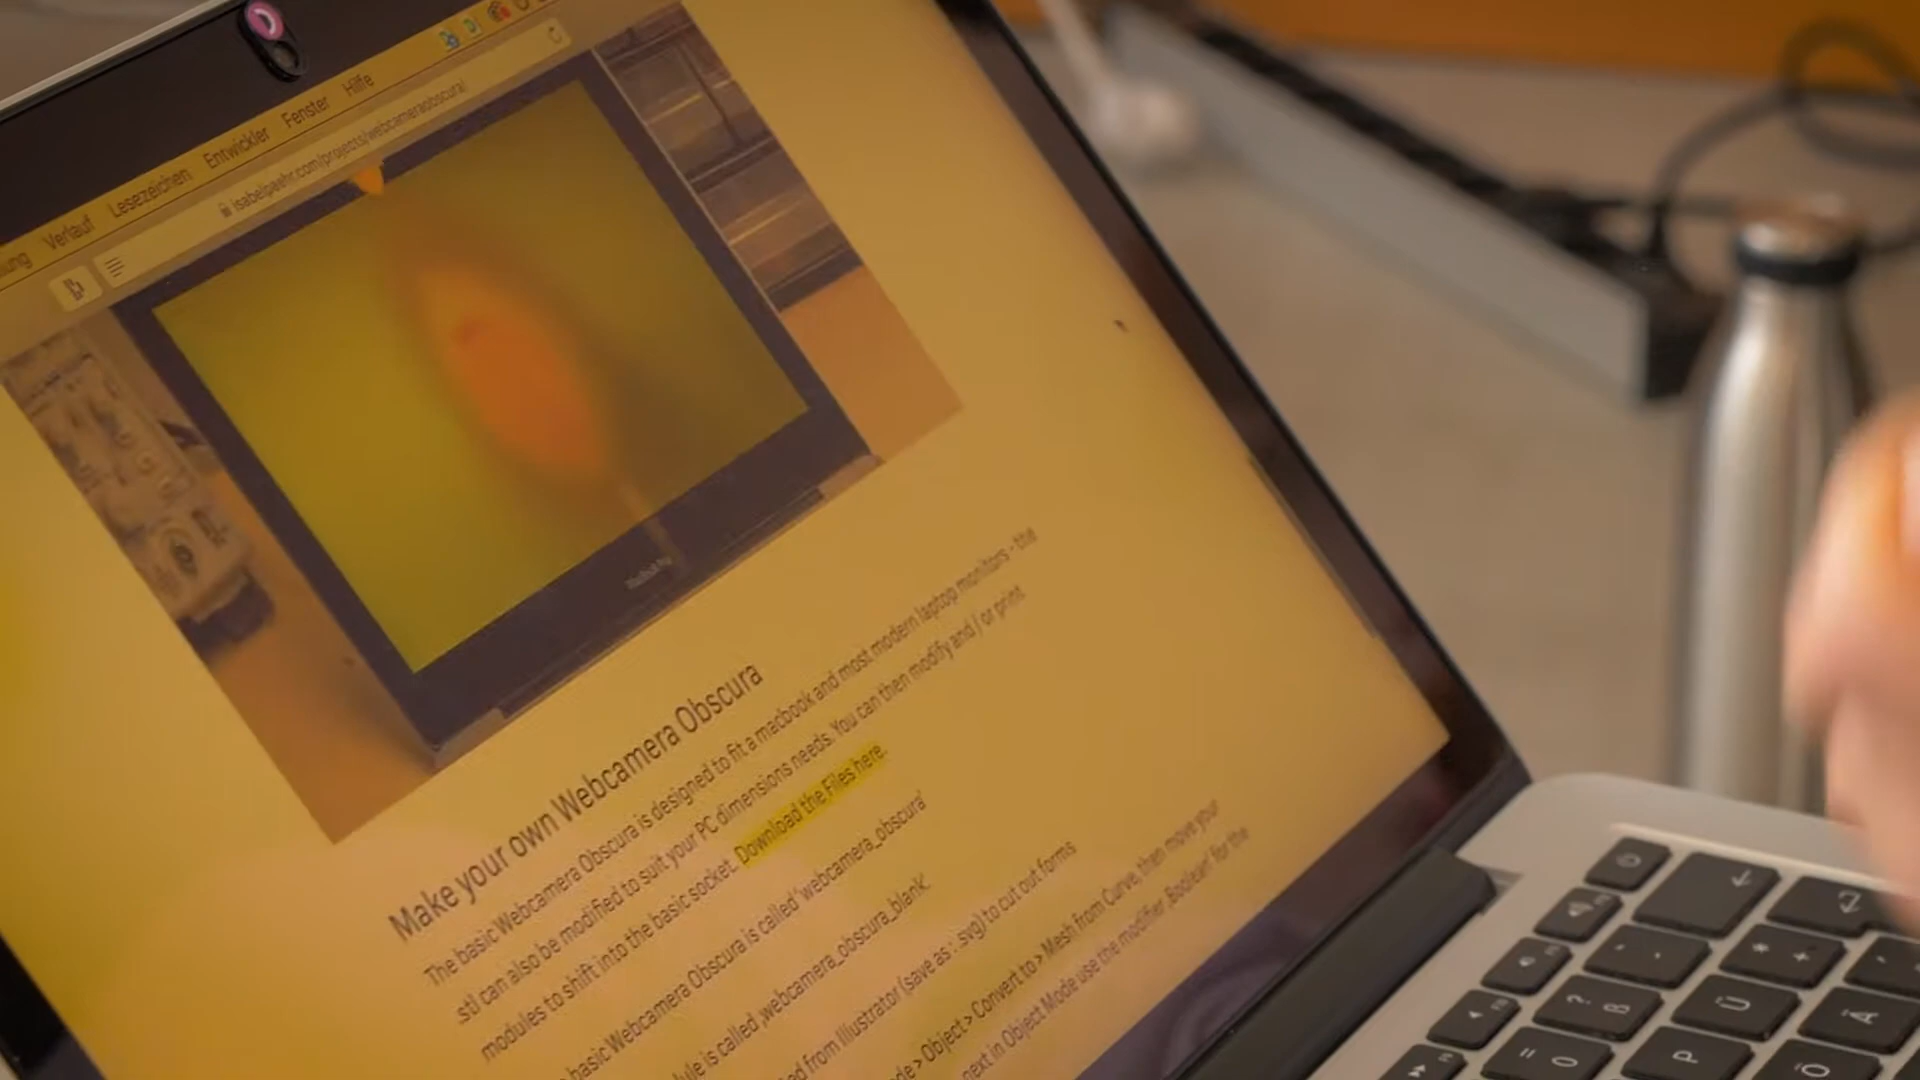 Verlauf Lesezeichen Entwickler Fenster Hilfe
isabelpaehr.com/projects/webcameraobscura/
MacBook Pro
Make your own Webcamera Obscura
The basic Webcamera Obscura is designed to fit a macbook and most modern laptop monitors - the
.stl can also be modified to suit your PC dimensions needs. You can then modify and / or print
modules to shift into the basic socket. Download the Files here.
basic Webcamera Obscura is called 'webcamera_obscura'
is called ‚webcamera_obscura_blank'.
from Illustrator (save as : .svg) to cut out forms
> Object > Convert to > Mesh from Curve, then move your
next in Object Mode use the modifier ‚Boolean' for the
* +
? ß
Ü
Ä
= 0
P
Ö